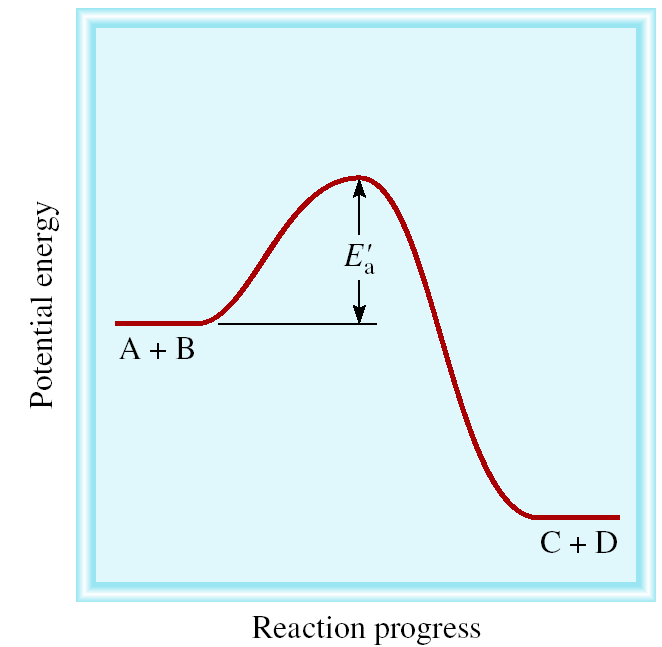 Potential energy
E′a
A + B
C + D
Reaction progress